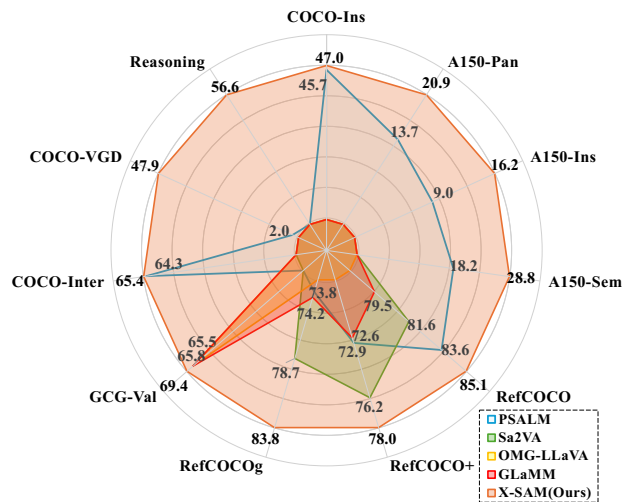 COCO-Ins
Reasoning
47.0
A150-Pan
56.6
45.7
20.9
13.7
COCO-VGD
A150-Ins
47.9
16.2
9.0
2.0
COCO-Inter
64.3
18.2
A150-Sem
65.4
28.8
73.8
79.5
74.2
81.6
65.5
72.6
65.8
72.9
83.6
GCG-Val
69.4
78.7
85.1
RefCOCO
76.2
83.8
78.0
RefCOCOg
RefCOCO+
PSALM
Sa2VA
OMG-LLaVA
GLaMM
X-SAM(Ours)